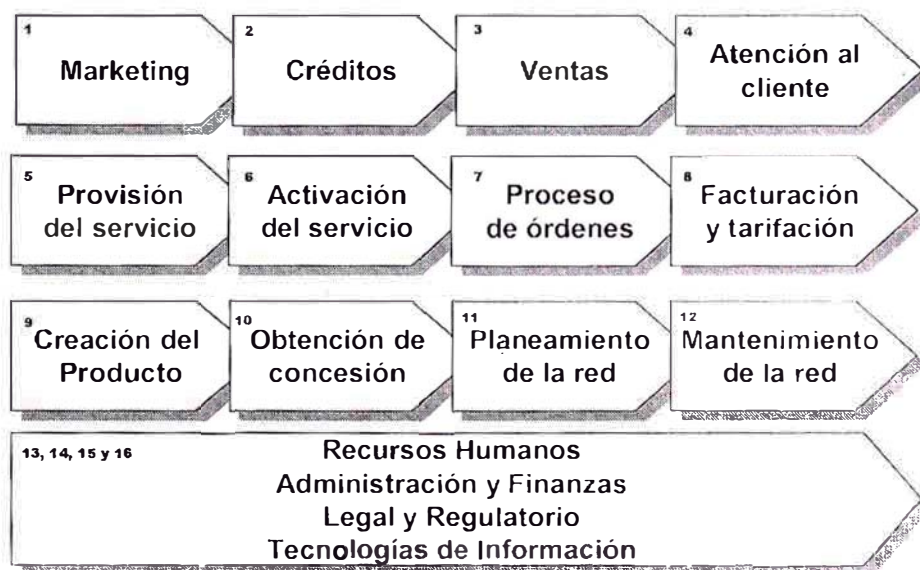 1
Marketing
2
Créditos
3
Ventas
4
Atención al
cliente
5
Provisión
del servicio
6
Activación
del servicio
7
Proceso
de órdenes
8
Facturación
y tarifación
9
Creación del
Producto
10
Obtención de
concesión
11
Planeamiento
de la red
12
Mantenimiento
de la red
13, 14, 15 y 16
Recursos Humanos
Administración y Finanzas
Legal y Regulatorio
Tecnologías de Información